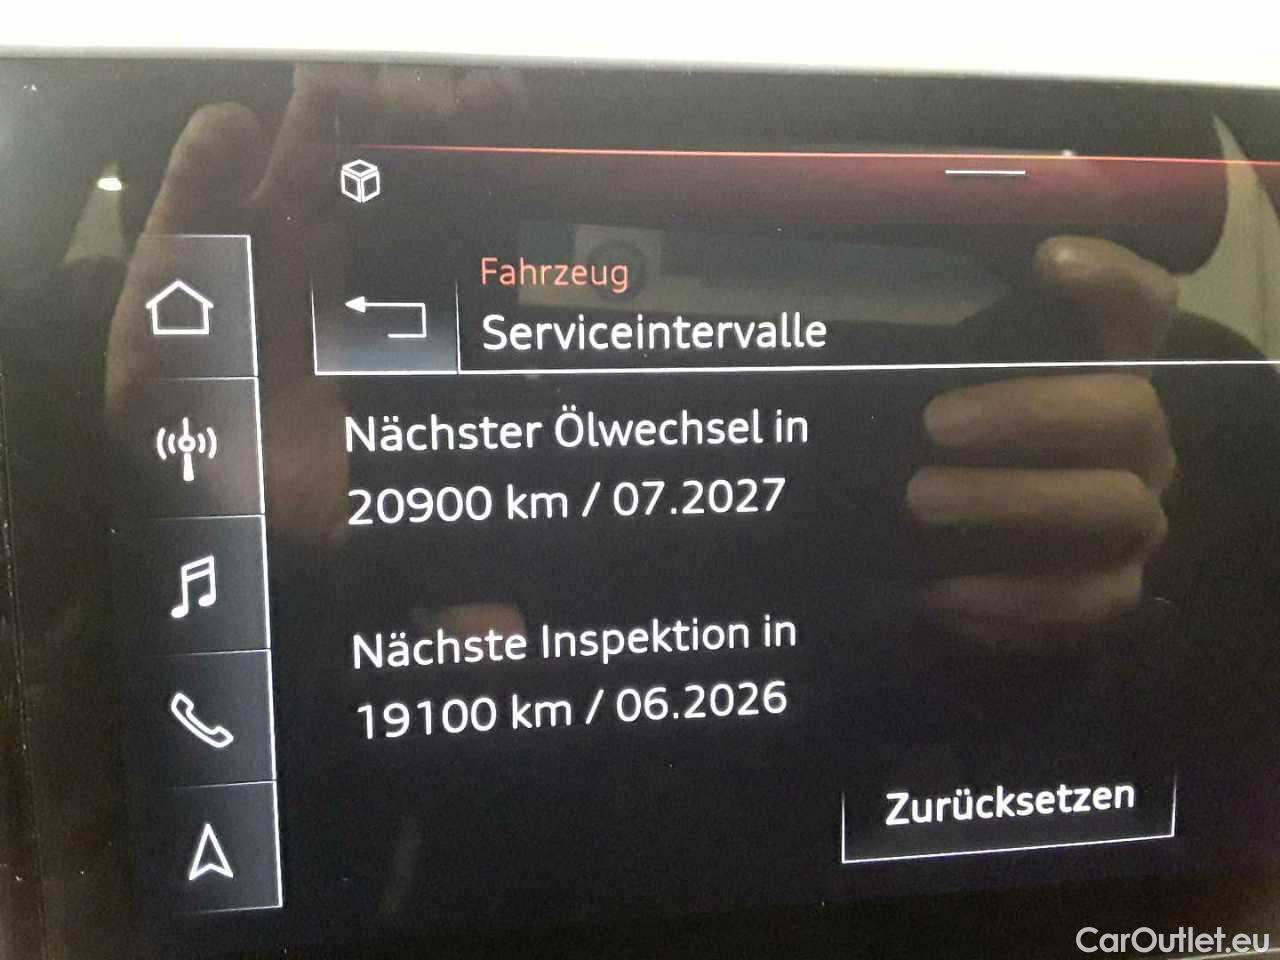 Fahrzeug
Serviceintervalle
Nächster Ölwechsel in
20900 km / 07.2027
Nächste Inspektion in
19100 km / 06.2026
Zurücksetzen
CarOutlet.eu